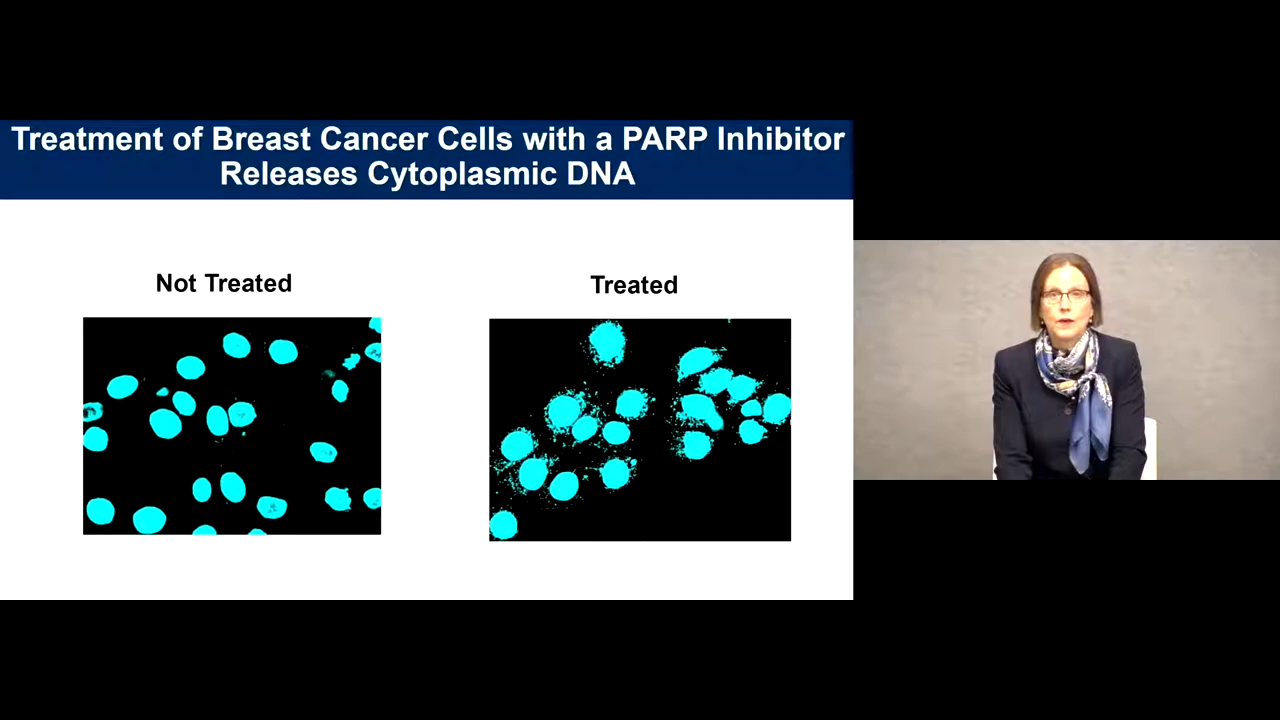 Treatment of Breast Cancer Cells with a PARP Inhibitor
Releases Cytoplasmic DNA
Not Treated
Treated